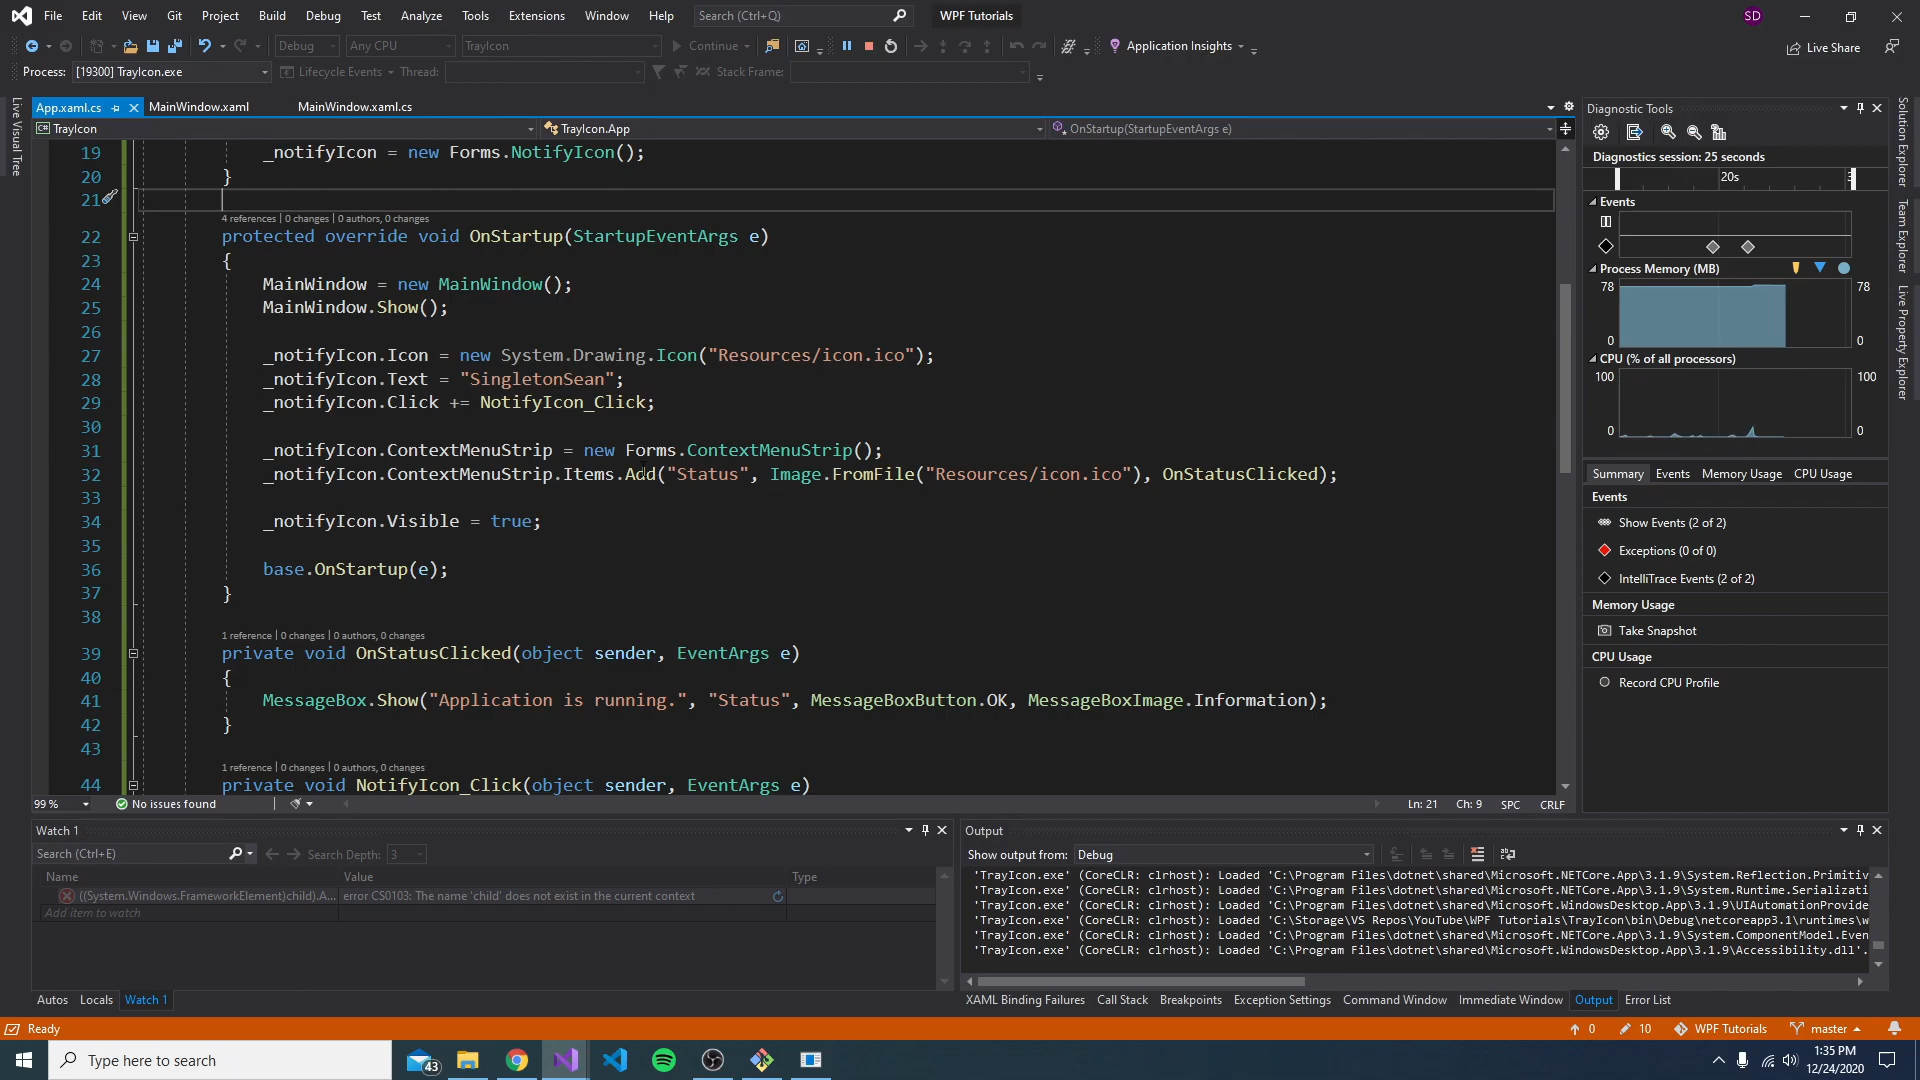 File Edit View Git Project Build Debug Test Analyze Tools Extensions Window Help Search (Ctrl+Q) WPF Tutorials SD
Debug Any CPU TrayIcon Continue Application Insights Live Share
Process: [19300] TrayIcon.exe Lifecycle Events Thread: Stack Frame:
Live Visual Tree
App.xaml.cs MainWindow.xaml MainWindow.xaml.cs
TrayIcon TrayIcon.App OnStartup(StartupEventArgs e)
19 _notifyIcon = new Forms.NotifyIcon();
20 }
21
4 references | 0 changes | 0 authors, 0 changes
22 protected override void OnStartup(StartupEventArgs e)
23 {
24 MainWindow = new MainWindow();
25 MainWindow.Show();
26
27 _notifyIcon.Icon = new System.Drawing.Icon("Resources/icon.ico");
28 _notifyIcon.Text = "SingletonSean";
29 _notifyIcon.Click += NotifyIcon_Click;
30
31 _notifyIcon.ContextMenuStrip = new Forms.ContextMenuStrip();
32 _notifyIcon.ContextMenuStrip.Items.Add("Status", Image.FromFile("Resources/icon.ico"), OnStatusClicked);
33
34 _notifyIcon.Visible = true;
35
36 base.OnStartup(e);
37 }
38
1 reference | 0 changes | 0 authors, 0 changes
39 private void OnStatusClicked(object sender, EventArgs e)
40 {
41 MessageBox.Show("Application is running.", "Status", MessageBoxButton.OK, MessageBoxImage.Information);
42 }
43
1 reference | 0 changes | 0 authors, 0 changes
44 private void NotifyIcon_Click(object sender, EventArgs e)
99 % No issues found Ln: 21 Ch: 9 SPC CRLF
Diagnostic Tools
Diagnostics session: 25 seconds
20s
Events
Process Memory (MB)
78 78
0 0
CPU (% of all processors)
100 100
0 0
Summary Events Memory Usage CPU Usage
Events
Show Events (2 of 2)
Exceptions (0 of 0)
IntelliTrace Events (2 of 2)
Memory Usage
Take Snapshot
CPU Usage
Record CPU Profile
Solution Explorer
Team Explorer
Live Property Explorer
Watch 1
Search (Ctrl+E) Search Depth: 3
Name Value Type
((System.Windows.FrameworkElement)child).A... error CS0103: The name 'child' does not exist in the current context
Add item to watch
Autos Locals Watch 1
Output
Show output from: Debug
'TrayIcon.exe' (CoreCLR: clrhost): Loaded 'C:\Program Files\dotnet\shared\Microsoft.NETCore.App\3.1.9\System.Reflection.Primitiv
'TrayIcon.exe' (CoreCLR: clrhost): Loaded 'C:\Program Files\dotnet\shared\Microsoft.NETCore.App\3.1.9\System.Runtime.Serializati
'TrayIcon.exe' (CoreCLR: clrhost): Loaded 'C:\Program Files\dotnet\shared\Microsoft.WindowsDesktop.App\3.1.9\UIAutomationProvide
'TrayIcon.exe' (CoreCLR: clrhost): Loaded 'C:\Storage\VS Repos\YouTube\WPF Tutorials\TrayIcon\bin\Debug\netcoreapp3.1\runtimes\w
'TrayIcon.exe' (CoreCLR: clrhost): Loaded 'C:\Program Files\dotnet\shared\Microsoft.NETCore.App\3.1.9\System.ComponentModel.Even
'TrayIcon.exe' (CoreCLR: clrhost): Loaded 'C:\Program Files\dotnet\shared\Microsoft.WindowsDesktop.App\3.1.9\Accessibility.dll'.
XAML Binding Failures Call Stack Breakpoints Exception Settings Command Window Immediate Window Output Error List
Ready 0 10 WPF Tutorials master
Type here to search 43 1:35 PM
12/24/2020